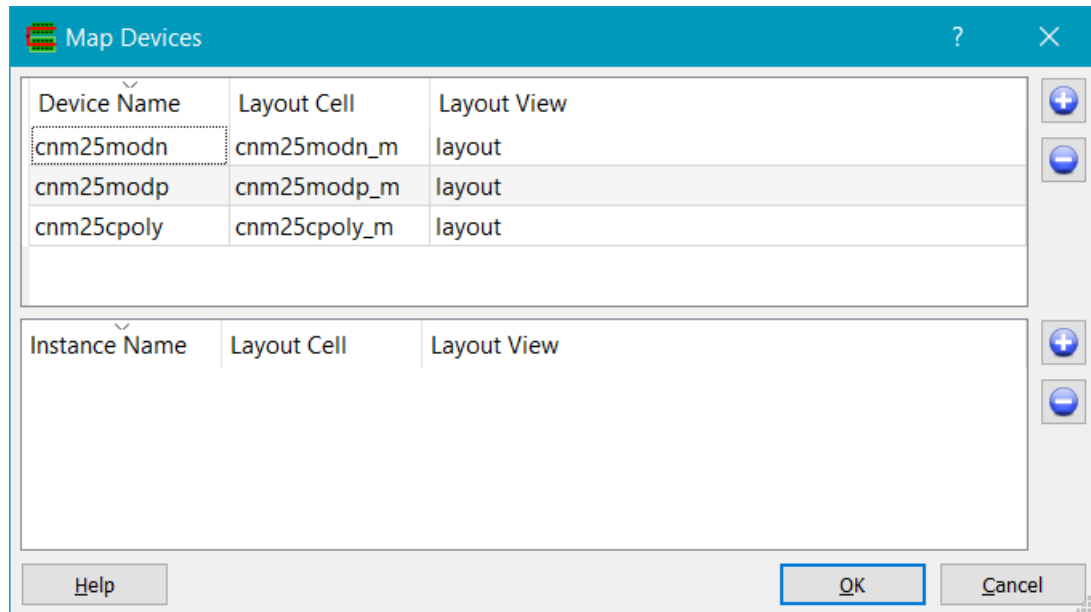 Map Devices ?
Device Name Layout Cell Layout View
cnm25modn cnm25modn_m layout
cnm25modp cnm25modp_m layout
cnm25cpoly cnm25cpoly_m layout
Instance Name Layout Cell Layout View
Help OK Cancel